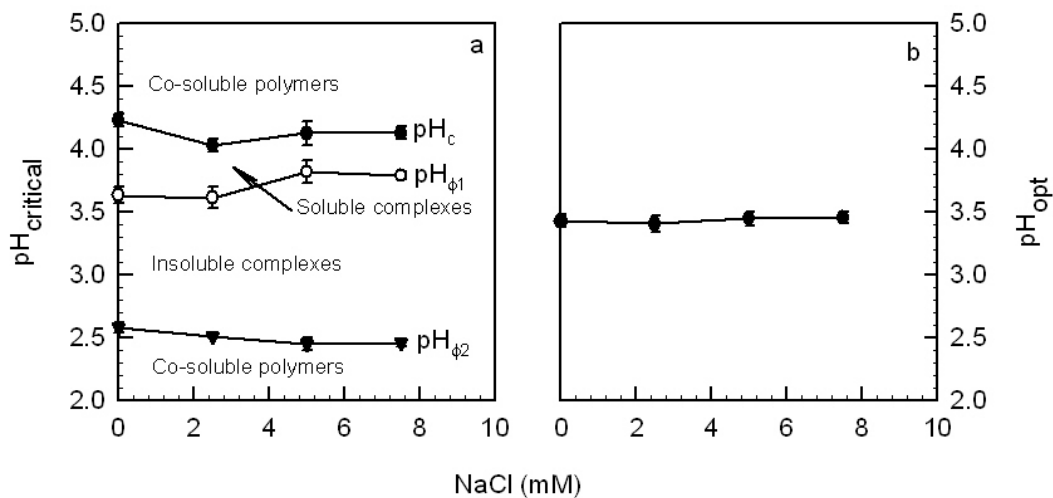 5.0
4.5
4.0
3.5
3.0
2.5
2.0
pH_critical
a
Co-soluble polymers
pH_c
pH_ϕ1
Soluble complexes
Insoluble complexes
pH_ϕ2
Co-soluble polymers
0 2 4 6 8 10
b
5.0
4.5
4.0
3.5
3.0
2.5
2.0
pH_opt
0 2 4 6 8 10
NaCl (mM)